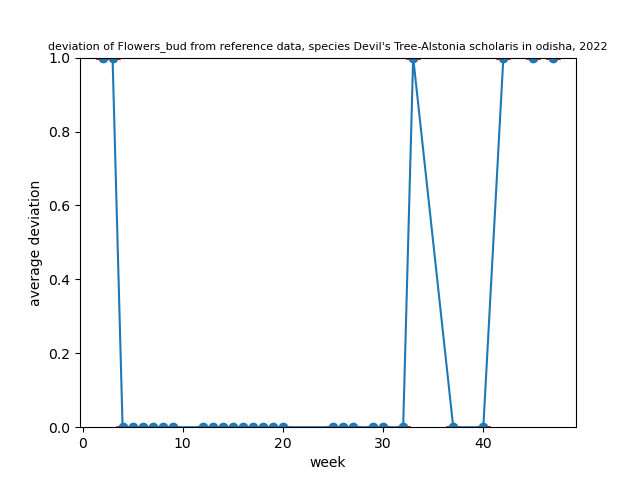 deviation of Flowers_bud from reference data, species Devil's Tree-Alstonia scholaris in odisha, 2022
1.0
0.8
0.6
0.4
0.2
0.0
average deviation
0 10 20 30 40
week